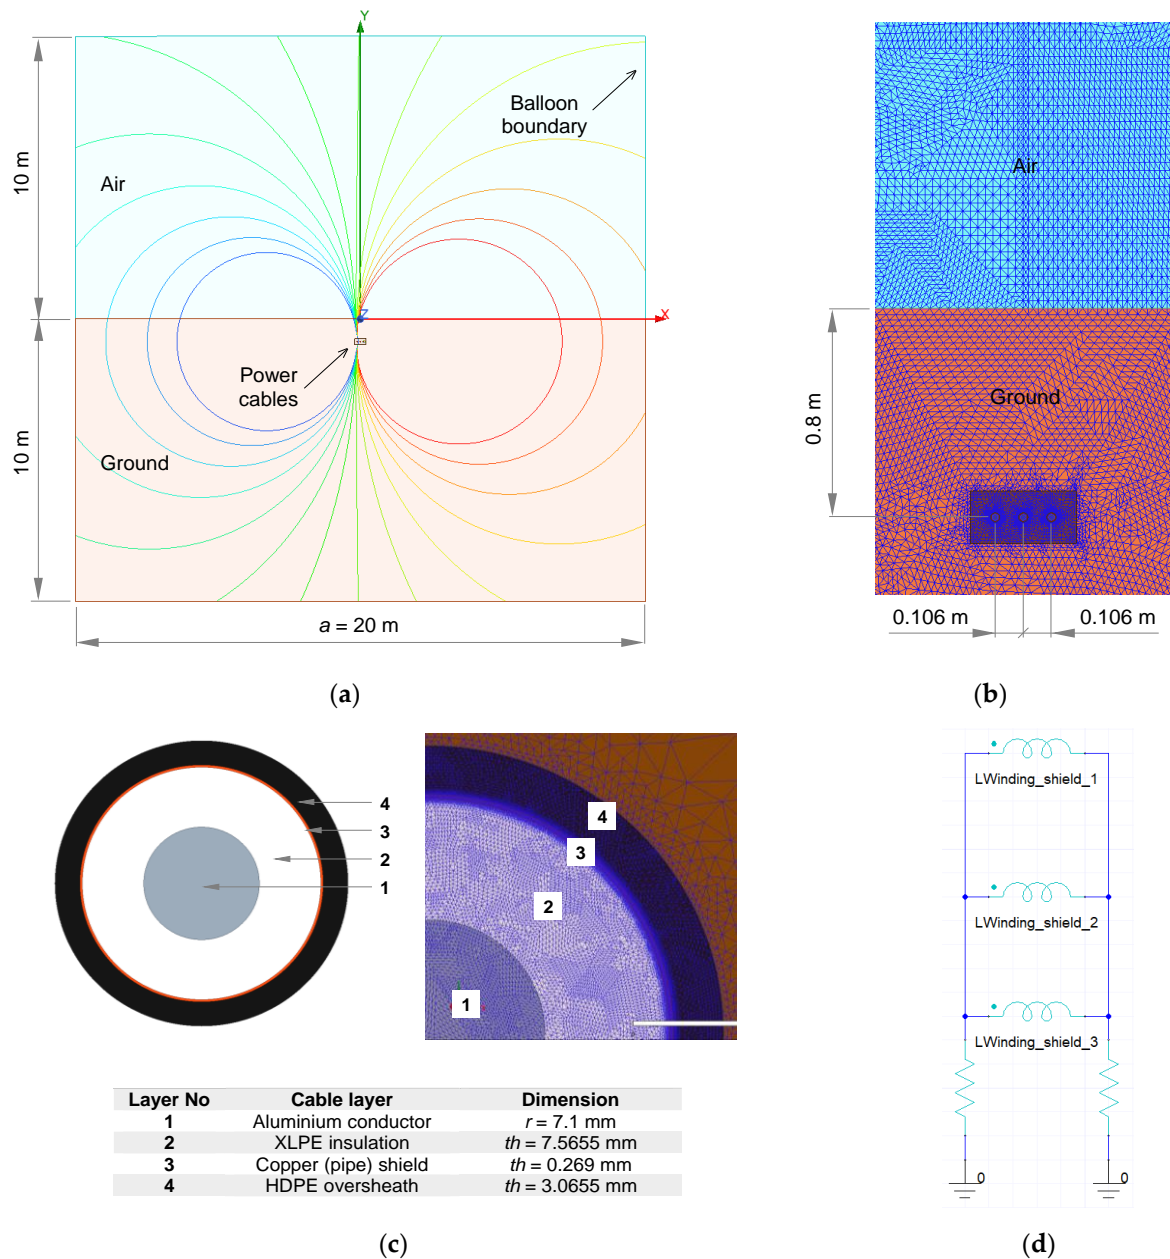 Y
10 m
Air
Balloon
boundary
Z
X
Power
cables
10 m
Ground
a = 20 m
(a)
Air
Ground
0.8 m
0.106 m
0.106 m
(b)
4
3
2
1
4
3
2
1
Layer No Cable layer Dimension
1 Aluminium conductor r = 7.1 mm
2 XLPE insulation th = 7.5655 mm
3 Copper (pipe) shield th = 0.269 mm
4 HDPE oversheath th = 3.0655 mm
(c)
LWinding_shield_1
LWinding_shield_2
LWinding_shield_3
0
0
(d)